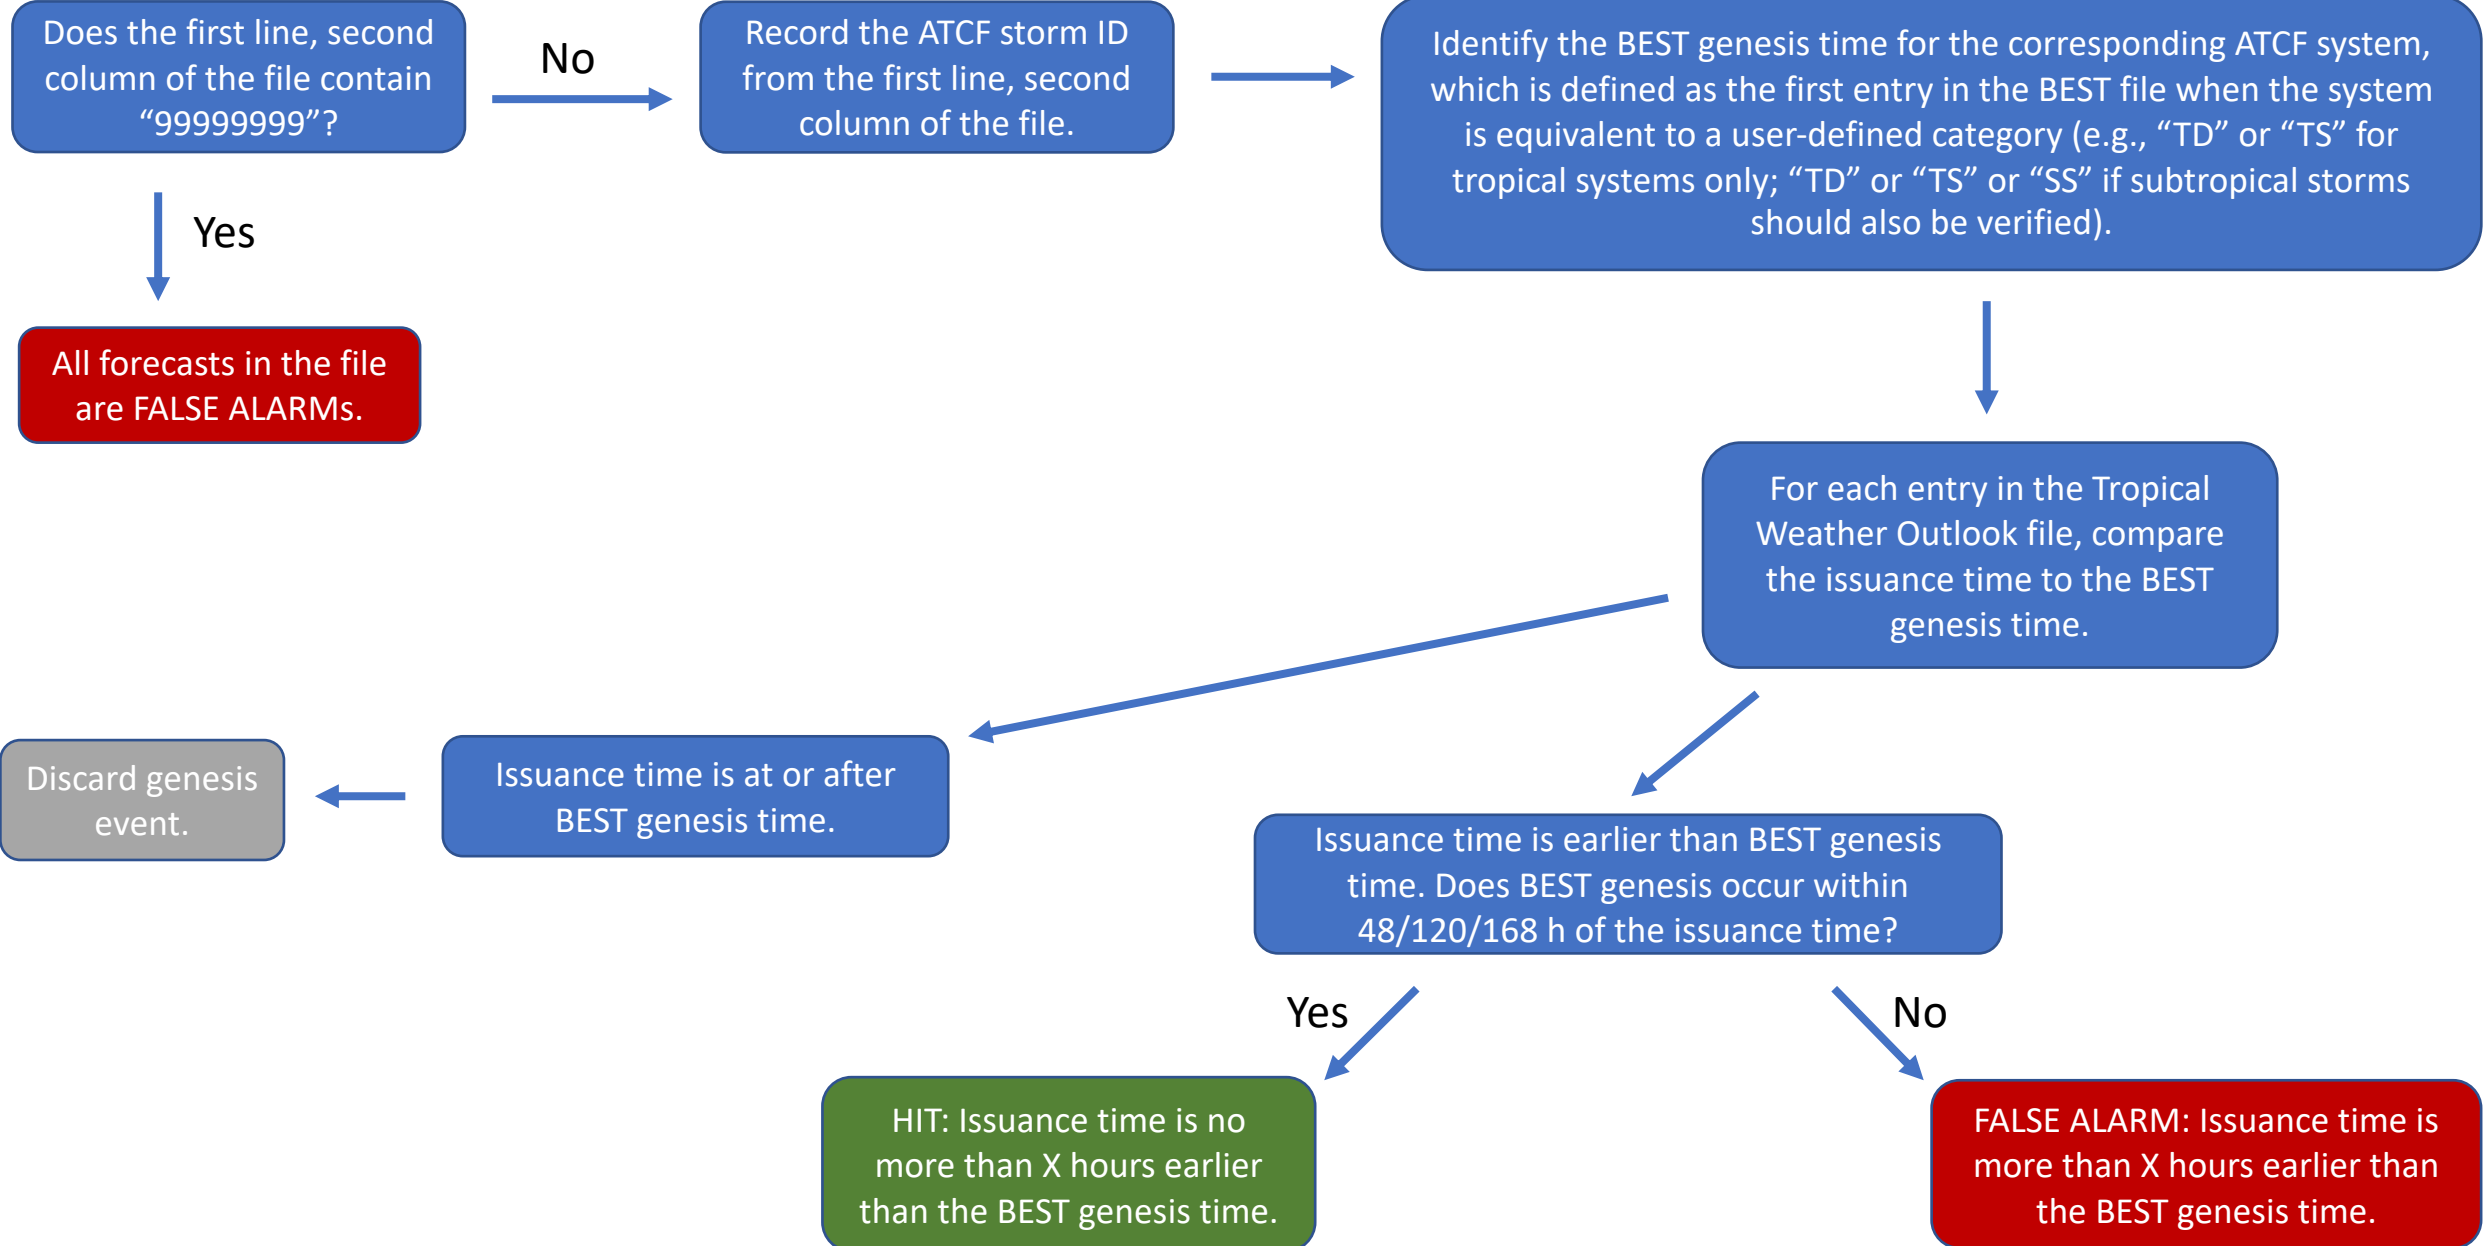 Does the first line, second
column of the file contain
“99999999”?
No
Record the ATCF storm ID
from the first line, second
column of the file.
Identify the BEST genesis time for the corresponding ATCF system,
which is defined as the first entry in the BEST file when the system
is equivalent to a user-defined category (e.g., “TD” or “TS” for
tropical systems only; “TD” or “TS” or “SS” if subtropical storms
should also be verified).
Yes
All forecasts in the file
are FALSE ALARMs.
For each entry in the Tropical
Weather Outlook file, compare
the issuance time to the BEST
genesis time.
Discard genesis
event.
Issuance time is at or after
BEST genesis time.
Issuance time is earlier than BEST genesis
time. Does BEST genesis occur within
48/120/168 h of the issuance time?
Yes
No
HIT: Issuance time is no
more than X hours earlier
than the BEST genesis time.
FALSE ALARM: Issuance time is
more than X hours earlier than
the BEST genesis time.